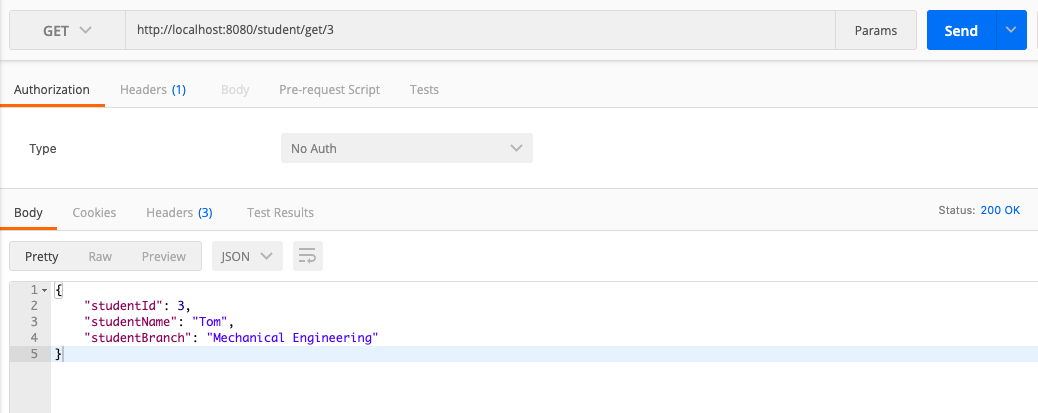 GET http://localhost:8080/student/get/3 Params Send
Authorization Headers (1) Body Pre-request Script Tests
Type No Auth
Body Cookies Headers (3) Test Results Status: 200 OK
Pretty Raw Preview JSON
1 {
2 "studentId": 3,
3 "studentName": "Tom",
4 "studentBranch": "Mechanical Engineering"
5 }